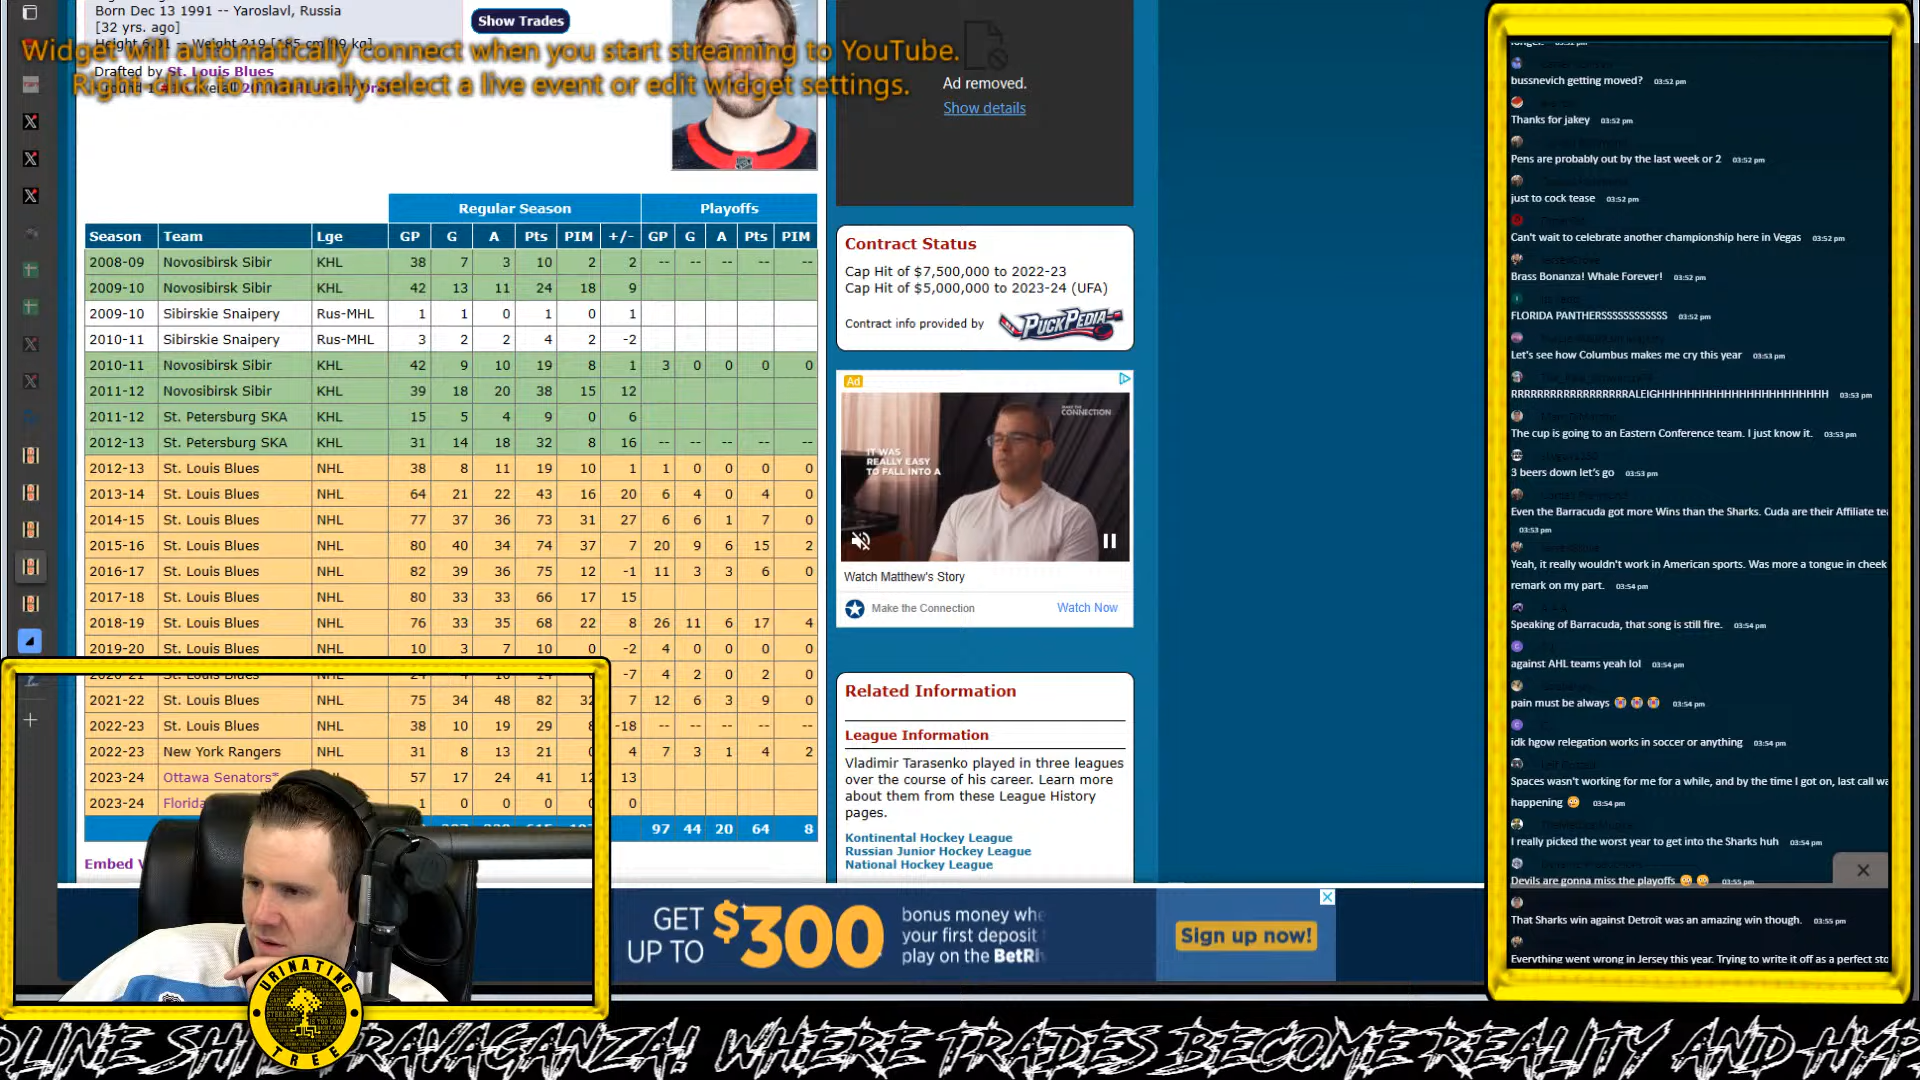 Born Dec 13 1991 -- Yaroslavl, Russia
[32 yrs. ago]
Widget will automatically connect when you start streaming to YouTube.
Right click to manually select a live event or edit widget settings.
Drafted by St. Louis Blues
Show Trades
Ad removed.
Show details
Regular Season Playoffs
Season Team Lge GP G A Pts PIM +/- GP G A Pts PIM
2008-09 Novosibirsk Sibir KHL 38 7 3 10 2 2 -- -- -- -- --
2009-10 Novosibirsk Sibir KHL 42 13 11 24 18 9
2009-10 Sibirskie Snaipery Rus-MHL 1 1 0 1 0 1
2010-11 Sibirskie Snaipery Rus-MHL 3 2 2 4 2 -2
2010-11 Novosibirsk Sibir KHL 42 9 10 19 8 1 3 0 0 0 0
2011-12 Novosibirsk Sibir KHL 39 18 20 38 15 12
2011-12 St. Petersburg SKA KHL 15 5 4 9 0 6
2012-13 St. Petersburg SKA KHL 31 14 18 32 8 16 -- -- -- -- --
2012-13 St. Louis Blues NHL 38 8 11 19 10 1 1 0 0 0 0
2013-14 St. Louis Blues NHL 64 21 22 43 16 20 6 4 0 4 0
2014-15 St. Louis Blues NHL 77 37 36 73 31 27 6 6 1 7 0
2015-16 St. Louis Blues NHL 80 40 34 74 37 7 20 9 6 15 2
2016-17 St. Louis Blues NHL 82 39 36 75 12 -1 11 3 3 6 0
2017-18 St. Louis Blues NHL 80 33 33 66 17 15
2018-19 St. Louis Blues NHL 76 33 35 68 22 8 26 11 6 17 4
2019-20 St. Louis Blues NHL 10 3 7 10 0 -2 4 0 0 0 0
St. Louis Blues NHL -7 4 2 0 2 0
2021-22 St. Louis Blues NHL 75 34 48 82 32 7 12 6 3 9 0
2022-23 St. Louis Blues NHL 38 10 19 29 -18 -- -- -- -- --
2022-23 New York Rangers NHL 31 8 13 21 4 7 3 1 4 2
2023-24 Ottawa Senators* 57 17 24 41 12 13
2023-24 Florida 1 0 0 0 0 0
97 44 20 64 8
Embed
Contract Status
Cap Hit of $7,500,000 to 2022-23
Cap Hit of $5,000,000 to 2023-24 (UFA)
Contract info provided by PUCKPEDIA
Ad
MAKE THE CONNECTION
IT WAS
REALLY EASY
TO FALL INTO A
Watch Matthew's Story
Make the Connection Watch Now
Related Information
League Information
Vladimir Tarasenko played in three leagues
over the course of his career. Learn more
about them from these League History
pages.
Kontinental Hockey League
Russian Junior Hockey League
National Hockey League
GET UP TO $300 bonus money whe
your first deposit
play on the BetRi
Sign up now!
URINATING TREE
bussnevich getting moved? 03:52 pm
Thanks for jakey 03:52 pm
Pens are probably out by the last week or 2 03:52 pm
just to cock tease 03:52 pm
Can't wait to celebrate another championship here in Vegas 03:52 pm
Brass Bonanza! Whale Forever! 03:52 pm
FLORIDA PANTHERSSSSSSSSSSS 03:52 pm
Let's see how Columbus makes me cry this year 03:53 pm
RRRRRRRRRRRRRRRRRRALEIGHHHHHHHHHHHHHHHHHHHHHHH 03:53 pm
The cup is going to an Eastern Conference team. I just know it. 03:53 pm
3 beers down let's go 03:53 pm
Even the Barracuda got more Wins than the Sharks. Cuda are their Affiliate tea
03:53 pm
Yeah, it really wouldn't work in American sports. Was more a tongue in cheek
remark on my part. 03:54 pm
Speaking of Barracuda, that song is still fire. 03:54 pm
against AHL teams yeah lol 03:54 pm
pain must be always 😭 😭 😭 03:54 pm
idk hgow relegation works in soccer or anything 03:54 pm
Spaces wasn't working for me for a while, and by the time I got on, last call wa
happening 03:54 pm
I really picked the worst year to get into the Sharks huh 03:54 pm
Devils are gonna miss the playoffs 03:55 pm
That Sharks win against Detroit was an amazing win though. 03:55 pm
Everything went wrong in Jersey this year. Trying to write it off as a perfect sto
WHERE TRADES BECOME REALITY AND HYP